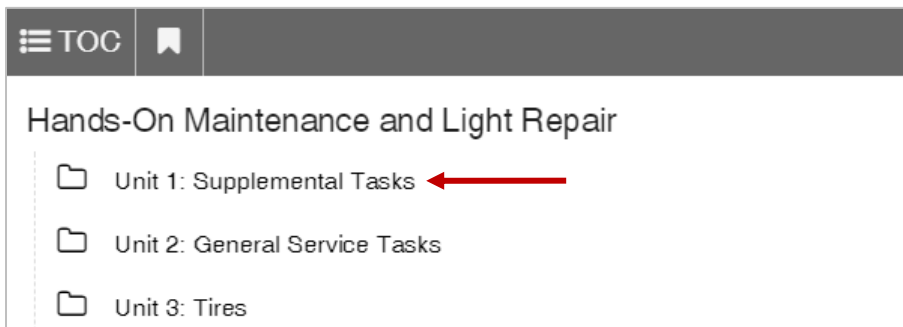 TOC
Hands-On Maintenance and Light Repair
Unit 1: Supplemental Tasks
Unit 2: General Service Tasks
Unit 3: Tires